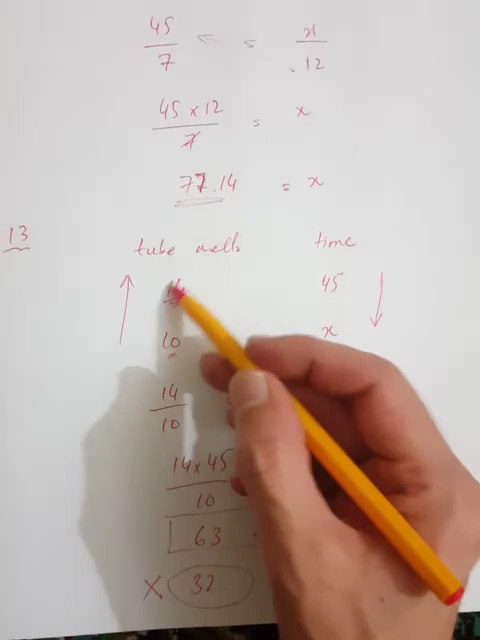 45/7 = x/12
45 x 12/7 = x
77.14 = x
13 tube wells time
14 45
10 x
14/10
14 x 45/10
63
x 32.